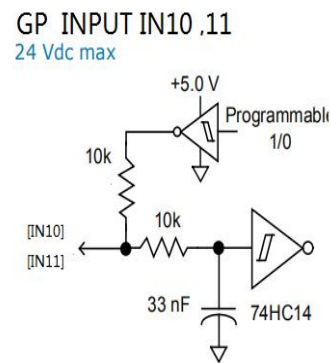 GP INPUT IN10 ,11
24 Vdc max
+5.0 V
Programmable
1/0
10k
10k
[IN10]
[IN11]
33 nF
74HC14